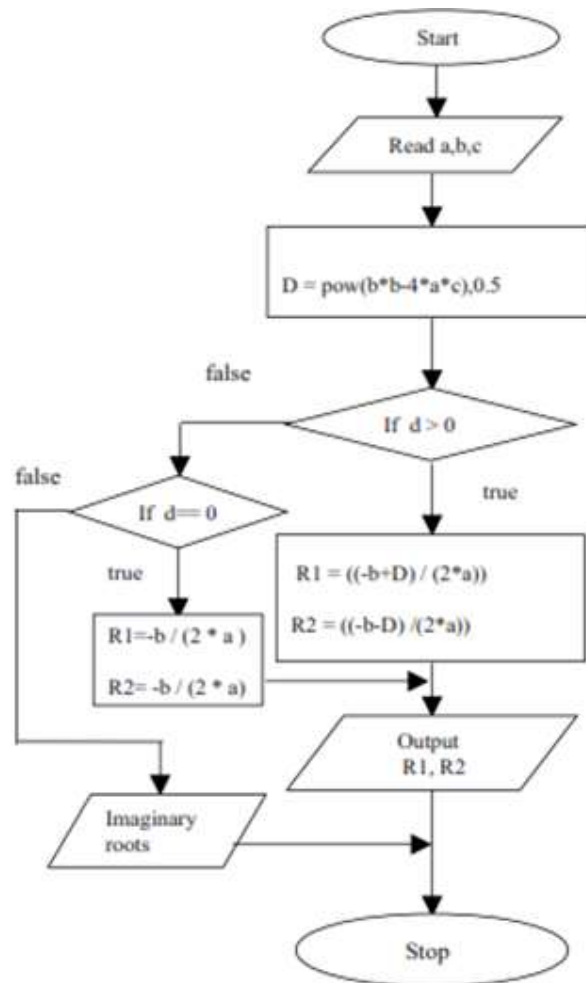 Start
Read a,b,c
D = pow(b*b-4*a*c),0.5
false
If d > 0
false
true
If d== 0
true
R1 = ((-b+D) / (2*a))
R2 = ((-b-D) /(2*a))
R1=-b / (2 * a )
R2= -b / (2 * a)
Output
R1, R2
Imaginary
roots
Stop